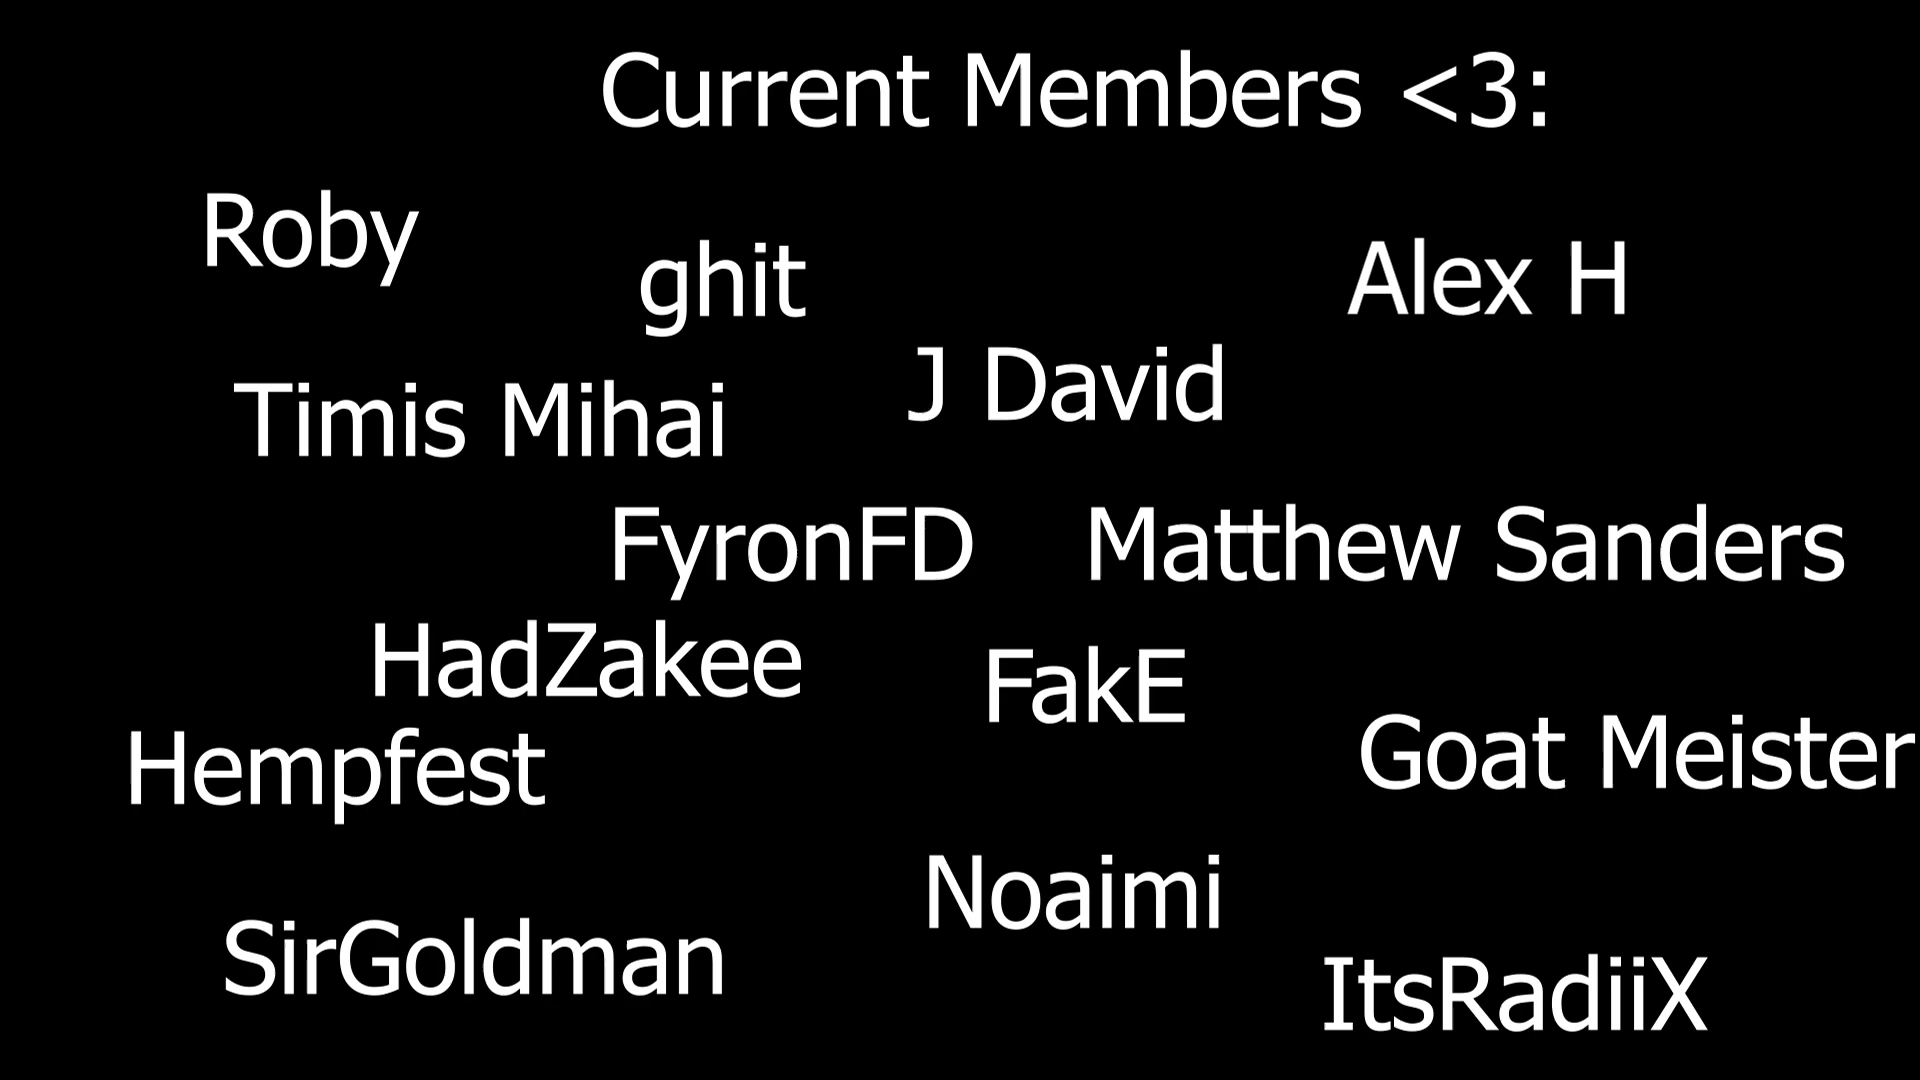 Current Members <3:
Roby
ghit
Alex H
J David
Timis Mihai
FyronFD
Matthew Sanders
HadZakee
FakE
Hempfest
Goat Meister
Noaimi
SirGoldman
ItsRadiiX